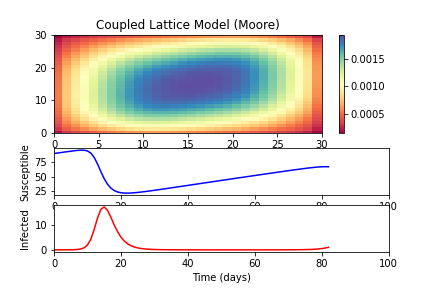 Coupled Lattice Model (Moore)
30
20
10
0
0 5 10 15 20 25 30
0.0015
0.0010
0.0005
Susceptible
75
50
25
0 20 40 60 80 100
Infected
10
0
0 20 40 60 80 100
Time (days)